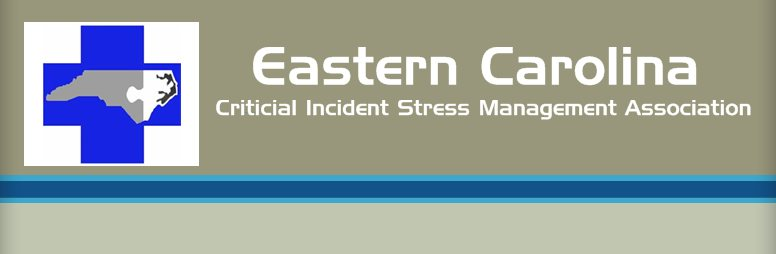 Eastern Carolina
Criticial Incident Stress Management Association